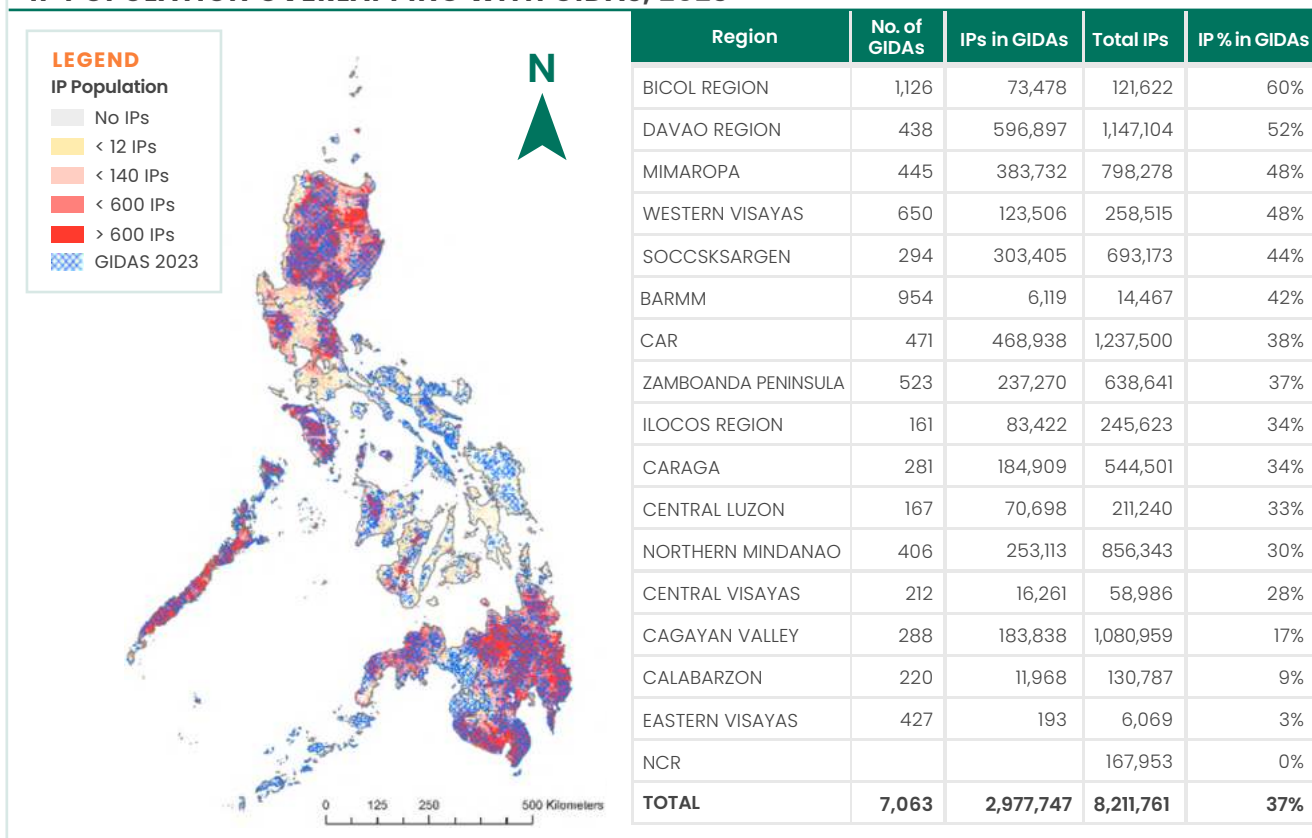 LEGEND
IP Population
No IPs
< 12 IPs
< 140 IPs
< 600 IPs
> 600 IPs
GIDAS 2023
N
0 125 250 500 Kilometers
Region No. of GIDAs IPs in GIDAs Total IPs IP % in GIDAs
BICOL REGION 1,126 73,478 121,622 60%
DAVAO REGION 438 596,897 1,147,104 52%
MIMAROPA 445 383,732 798,278 48%
WESTERN VISAYAS 650 123,506 258,515 48%
SOCCSKSARGEN 294 303,405 693,173 44%
BARMM 954 6,119 14,467 42%
CAR 471 468,938 1,237,500 38%
ZAMBOANDA PENINSULA 523 237,270 638,641 37%
ILOCOS REGION 161 83,422 245,623 34%
CARAGA 281 184,909 544,501 34%
CENTRAL LUZON 167 70,698 211,240 33%
NORTHERN MINDANAO 406 253,113 856,343 30%
CENTRAL VISAYAS 212 16,261 58,986 28%
CAGAYAN VALLEY 288 183,838 1,080,959 17%
CALABARZON 220 11,968 130,787 9%
EASTERN VISAYAS 427 193 6,069 3%
NCR 167,953 0%
TOTAL 7,063 2,977,747 8,211,761 37%